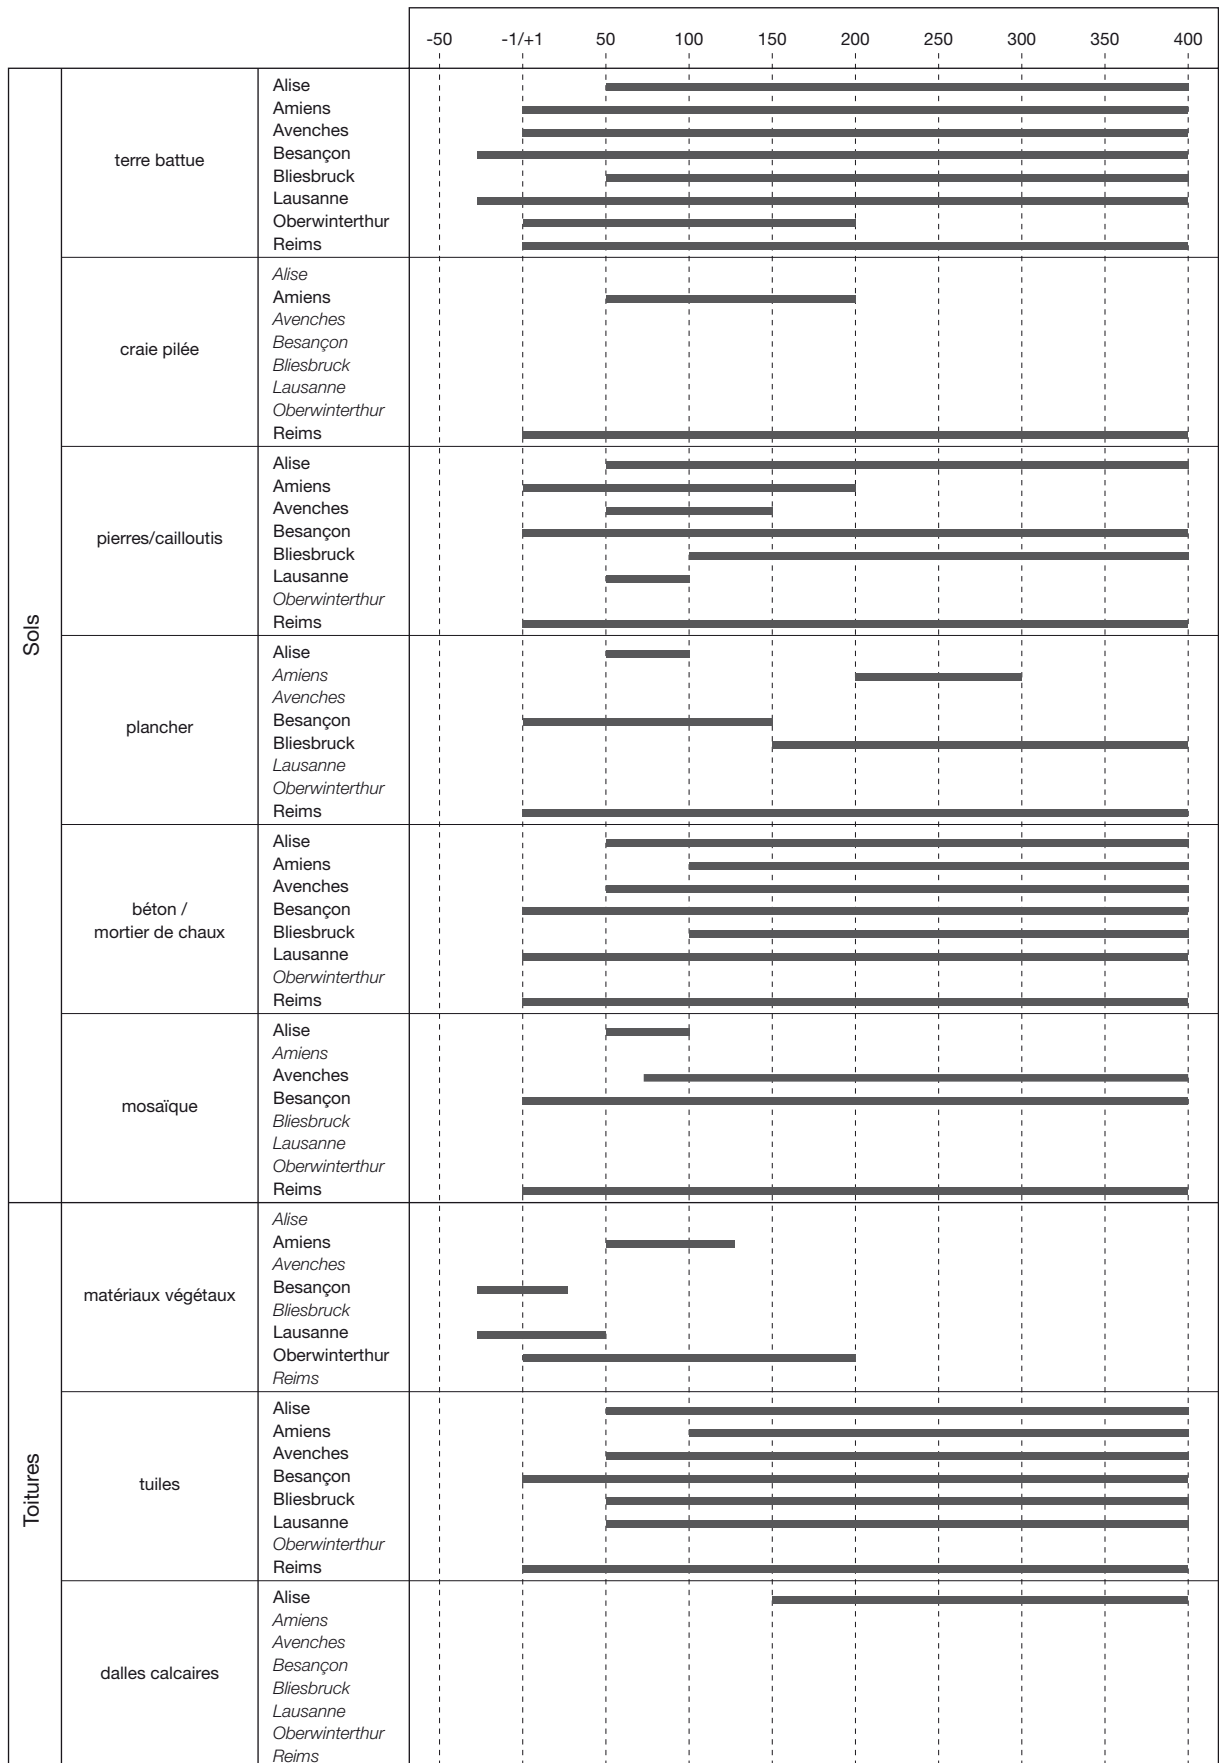 -50 -1/+1 50 100 150 200 250 300 350 400
Sols
terre battue
Alise
Amiens
Avenches
Besançon
Bliesbruck
Lausanne
Oberwinterthur
Reims
craie pilée
Alise
Amiens
Avenches
Besançon
Bliesbruck
Lausanne
Oberwinterthur
Reims
pierres/cailloutis
Alise
Amiens
Avenches
Besançon
Bliesbruck
Lausanne
Oberwinterthur
Reims
plancher
Alise
Amiens
Avenches
Besançon
Bliesbruck
Lausanne
Oberwinterthur
Reims
béton /
mortier de chaux
Alise
Amiens
Avenches
Besançon
Bliesbruck
Lausanne
Oberwinterthur
Reims
mosaïque
Alise
Amiens
Avenches
Besançon
Bliesbruck
Lausanne
Oberwinterthur
Reims
Toitures
matériaux végétaux
Alise
Amiens
Avenches
Besançon
Bliesbruck
Lausanne
Oberwinterthur
Reims
tuiles
Alise
Amiens
Avenches
Besançon
Bliesbruck
Lausanne
Oberwinterthur
Reims
dalles calcaires
Alise
Amiens
Avenches
Besançon
Bliesbruck
Lausanne
Oberwinterthur
Reims